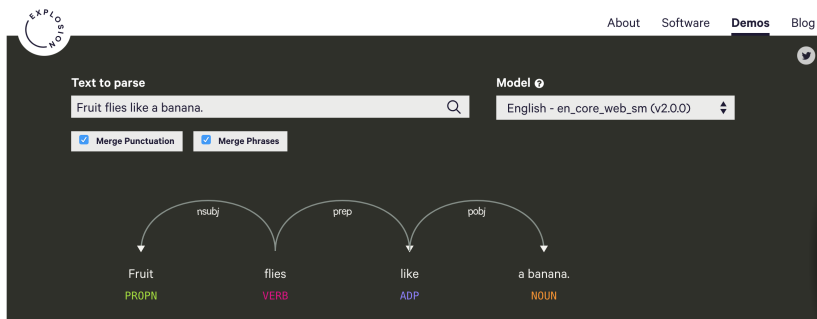 EXPLOSION
About Software Demos Blog
Text to parse Model ?
Fruit flies like a banana. English - en_core_web_sm (v2.0.0)
Merge Punctuation Merge Phrases
nsubj prep pobj
Fruit flies like a banana.
PROPN VERB ADP NOUN